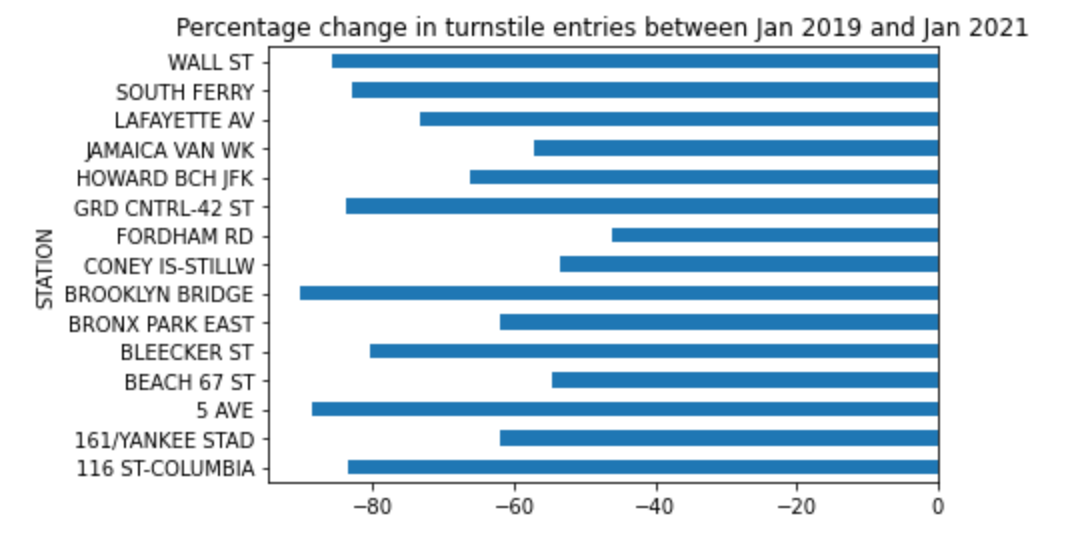 Percentage change in turnstile entries between Jan 2019 and Jan 2021
STATION
WALL ST
SOUTH FERRY
LAFAYETTE AV
JAMAICA VAN WK
HOWARD BCH JFK
GRD CNTRL-42 ST
FORDHAM RD
CONEY IS-STILLW
BROOKLYN BRIDGE
BRONX PARK EAST
BLEECKER ST
BEACH 67 ST
5 AVE
161/YANKEE STAD
116 ST-COLUMBIA
−80 −60 −40 −20 0